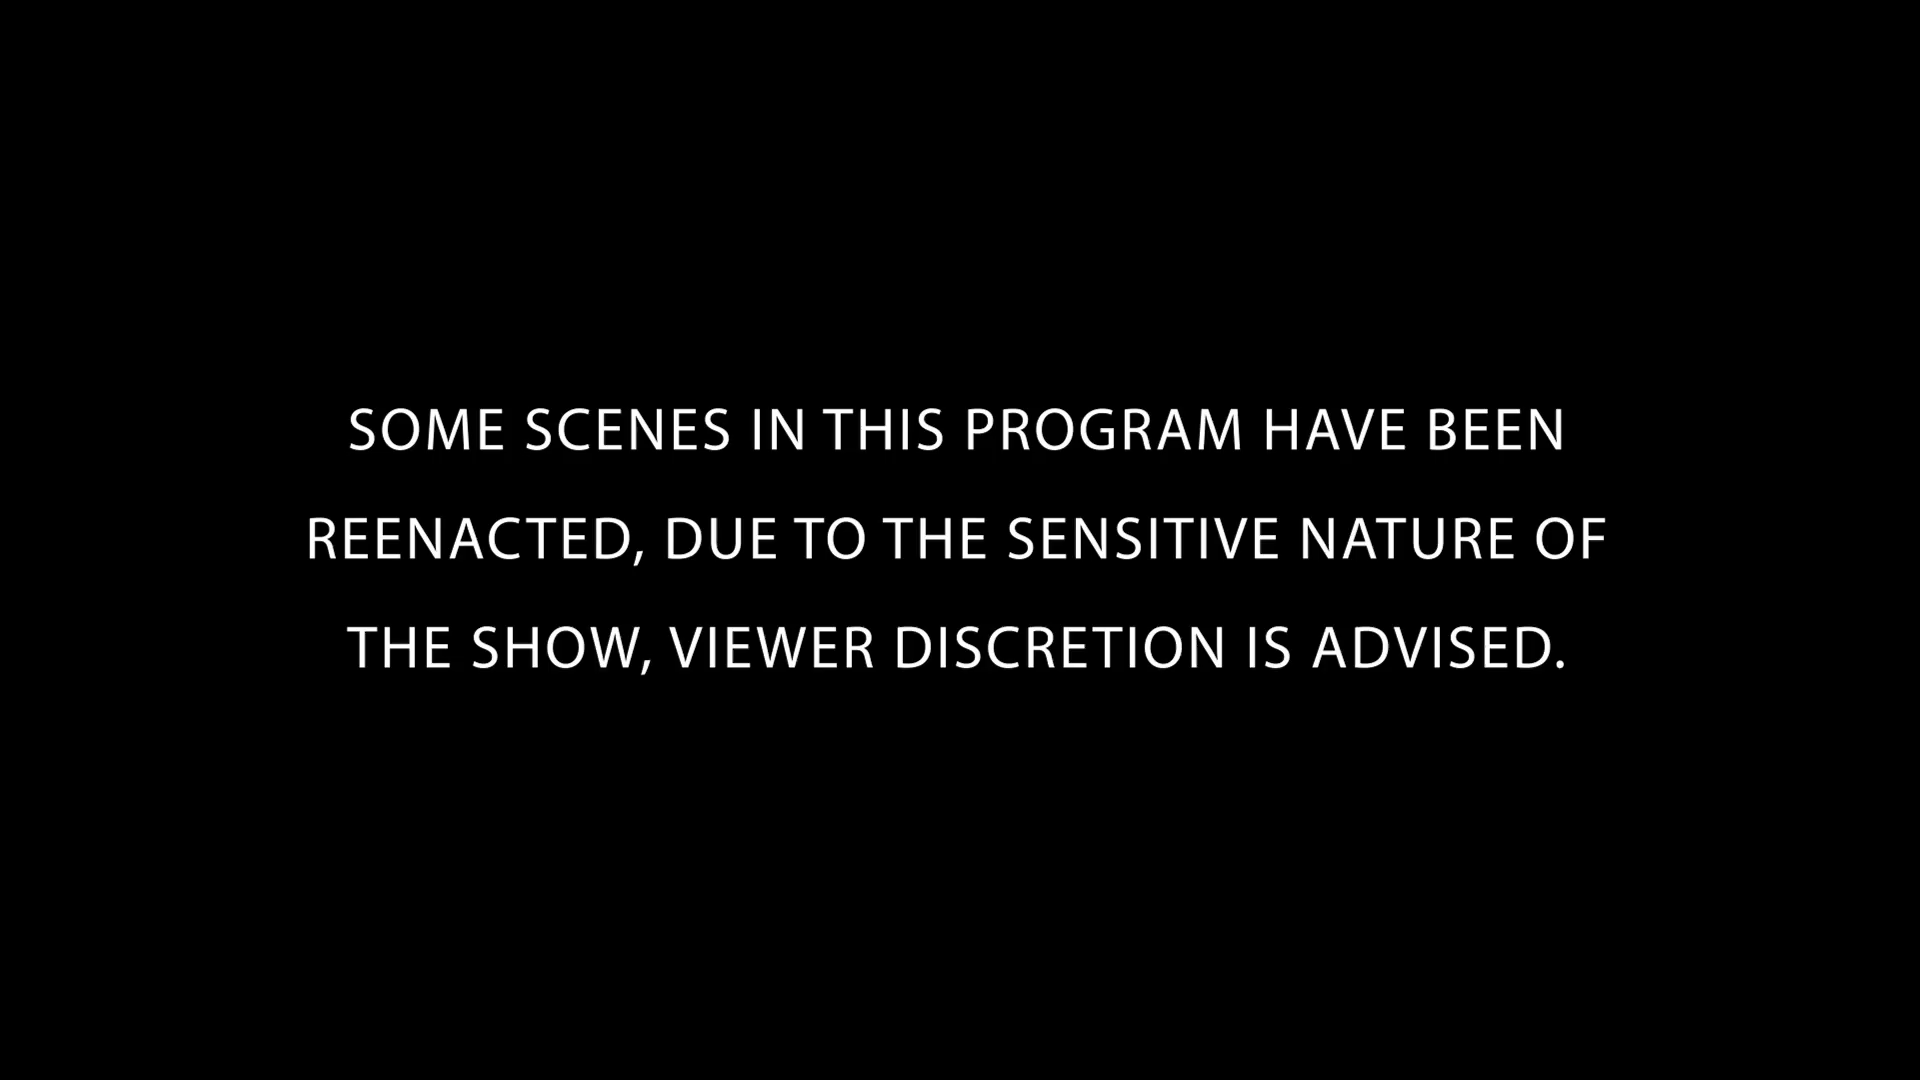 SOME SCENES IN THIS PROGRAM HAVE BEEN
REENACTED, DUE TO THE SENSITIVE NATURE OF
THE SHOW, VIEWER DISCRETION IS ADVISED.